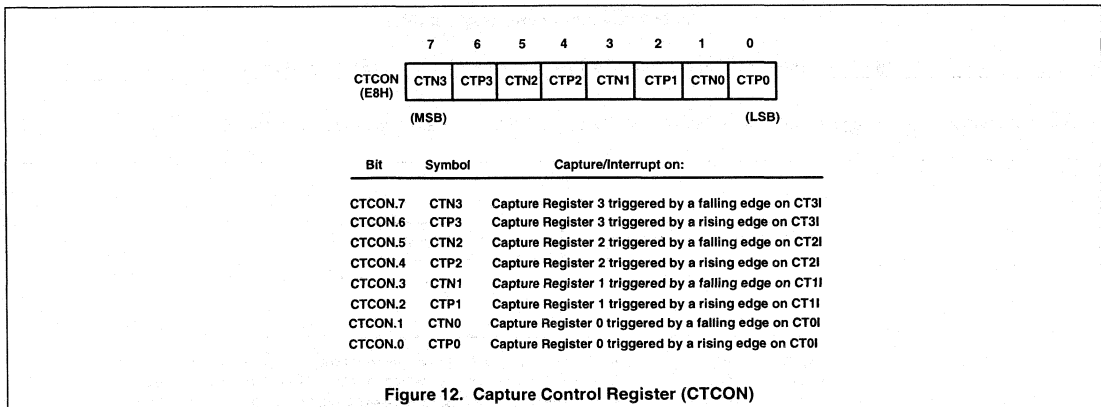 7 6 5 4 3 2 1 0
CTCON CTN3 CTP3 CTN2 CTP2 CTN1 CTP1 CTN0 CTP0
(E8H)
(MSB) (LSB)
Bit Symbol Capture/Interrupt on:
CTCON.7 CTN3 Capture Register 3 triggered by a falling edge on CT3I
CTCON.6 CTP3 Capture Register 3 triggered by a rising edge on CT3I
CTCON.5 CTN2 Capture Register 2 triggered by a falling edge on CT2I
CTCON.4 CTP2 Capture Register 2 triggered by a rising edge on CT2I
CTCON.3 CTN1 Capture Register 1 triggered by a falling edge on CT1I
CTCON.2 CTP1 Capture Register 1 triggered by a rising edge on CT1I
CTCON.1 CTN0 Capture Register 0 triggered by a falling edge on CT0I
CTCON.0 CTP0 Capture Register 0 triggered by a rising edge on CT0I
Figure 12. Capture Control Register (CTCON)